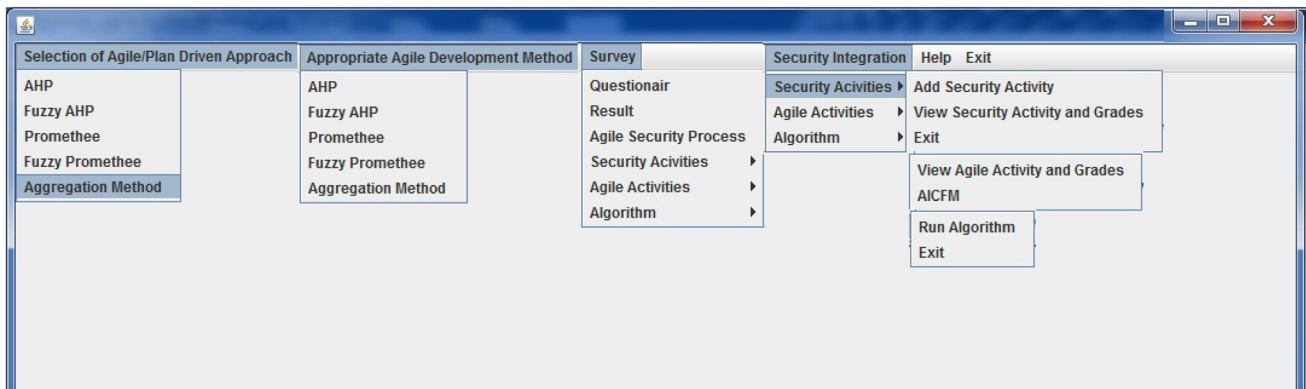 Selection of Agile/Plan Driven Approach
Appropriate Agile Development Method
Survey
Security Integration
Help
Exit
AHP
Fuzzy AHP
Promethee
Fuzzy Promethee
Aggregation Method
AHP
Fuzzy AHP
Promethee
Fuzzy Promethee
Aggregation Method
Questionair
Result
Agile Security Process
Security Acivities
Agile Activities
Algorithm
Security Acivities
Agile Activities
Algorithm
Add Security Activity
View Security Activity and Grades
Exit
View Agile Activity and Grades
AICFM
Run Algorithm
Exit